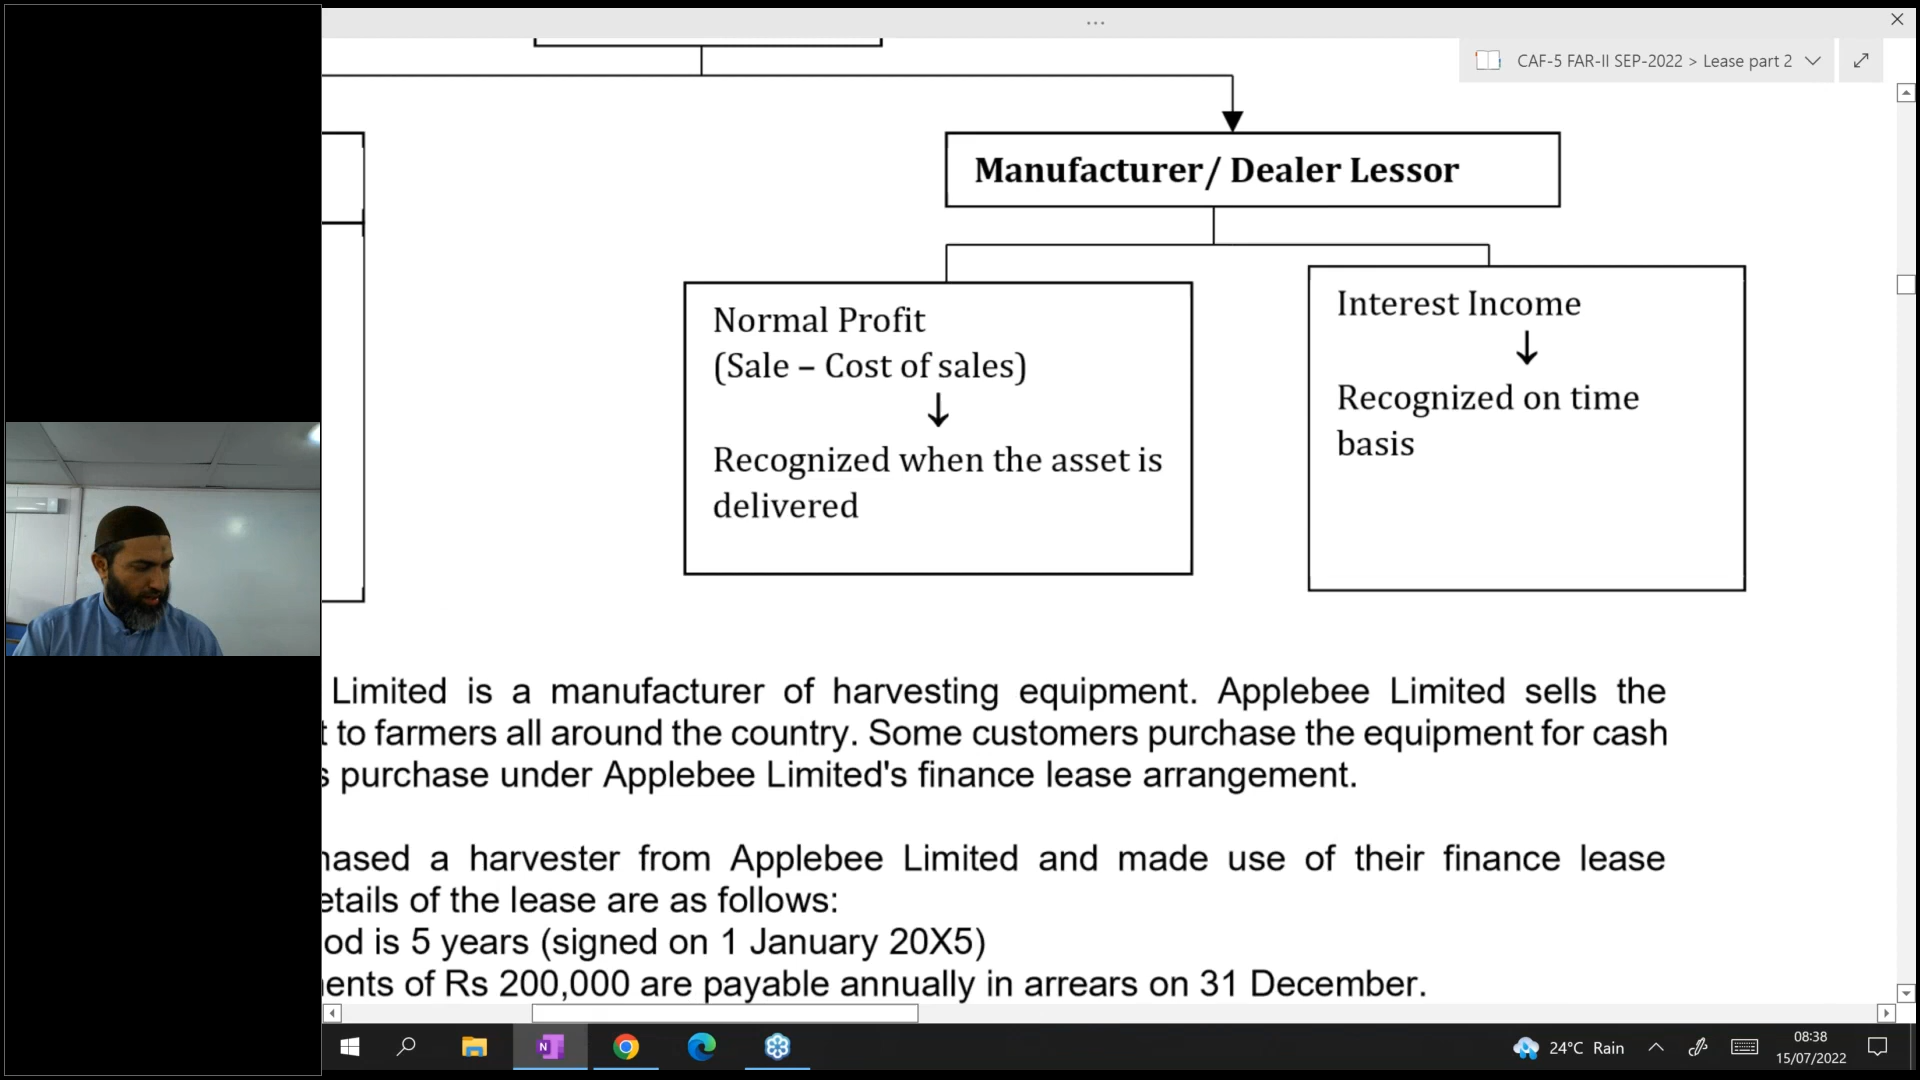 CAF-5 FAR-II SEP-2022 > Lease part 2
Manufacturer/ Dealer Lessor
Normal Profit
(Sale – Cost of sales)
↓
Recognized when the asset is
delivered
Interest Income
↓
Recognized on time
basis
Limited is a manufacturer of harvesting equipment. Applebee Limited sells the
t to farmers all around the country. Some customers purchase the equipment for cash
s purchase under Applebee Limited's finance lease arrangement.
hased a harvester from Applebee Limited and made use of their finance lease
etails of the lease are as follows:
od is 5 years (signed on 1 January 20X5)
ents of Rs 200,000 are payable annually in arrears on 31 December.
24°C Rain
08:38
15/07/2022